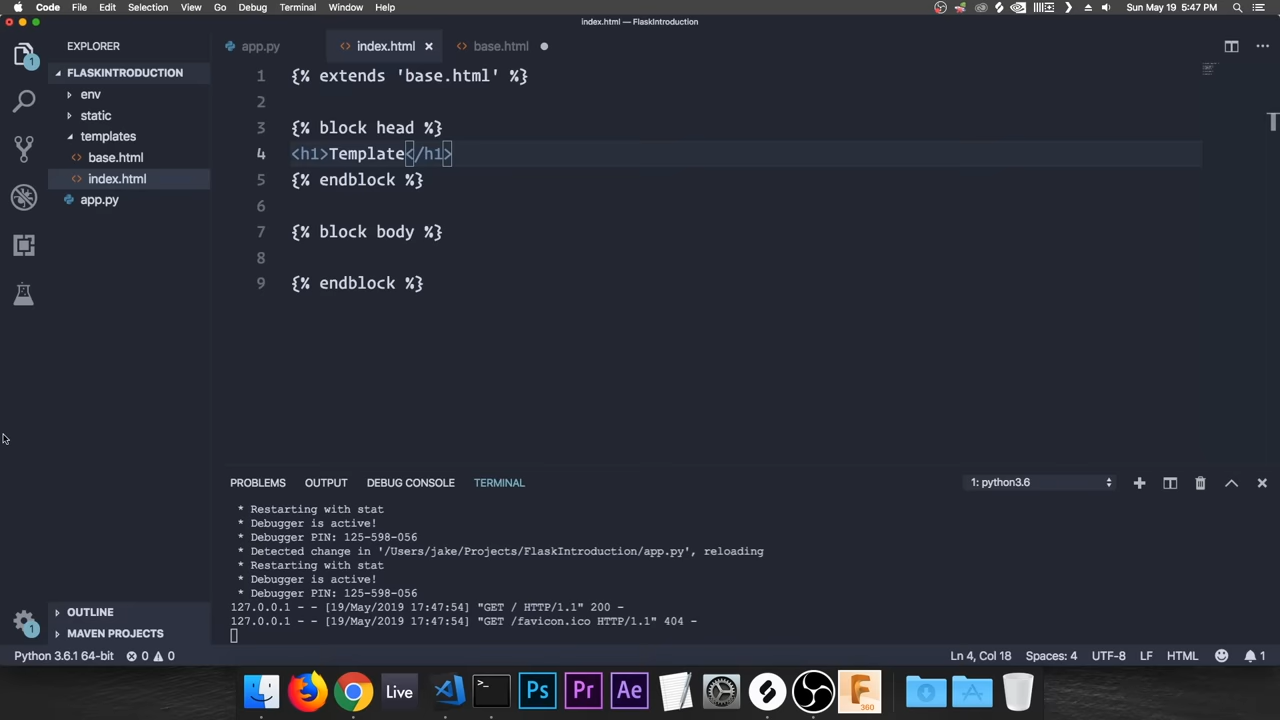 Code File Edit Selection View Go Debug Terminal Window Help Sun May 19 5:47 PM
index.html — FlaskIntroduction
1 EXPLORER app.py index.html × base.html
FLASKINTRODUCTION
env
static
templates
base.html
index.html
app.py
1 {% extends 'base.html' %}
2
3 {% block head %}
4 <h1>Template</h1>
5 {% endblock %}
6
7 {% block body %}
8
9 {% endblock %}
PROBLEMS OUTPUT DEBUG CONSOLE TERMINAL 1: python3.6
* Restarting with stat
* Debugger is active!
* Debugger PIN: 125-598-056
* Detected change in '/Users/jake/Projects/FlaskIntroduction/app.py', reloading
* Restarting with stat
* Debugger is active!
* Debugger PIN: 125-598-056
127.0.0.1 - - [19/May/2019 17:47:54] "GET / HTTP/1.1" 200 -
127.0.0.1 - - [19/May/2019 17:47:54] "GET /favicon.ico HTTP/1.1" 404 -
OUTLINE
1 MAVEN PROJECTS
Python 3.6.1 64-bit 0 0 Ln 4, Col 18 Spaces: 4 UTF-8 LF HTML 1
Live >_ Ps Pr Ae F 360